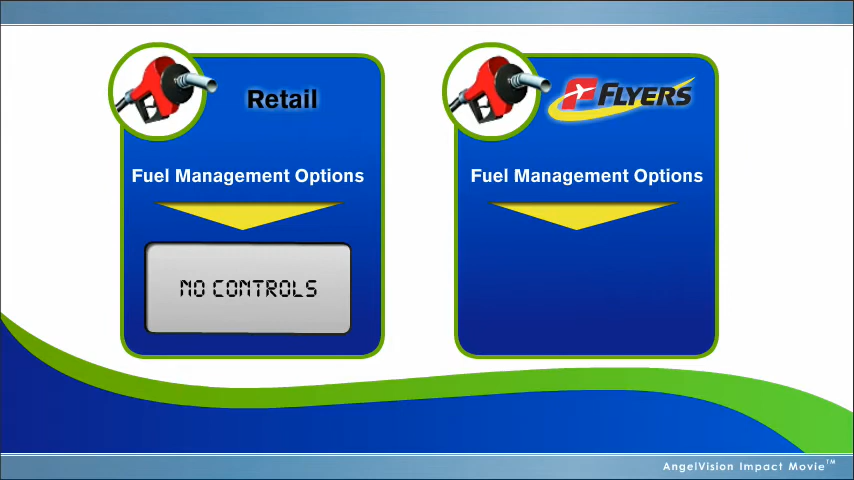 Retail
Fuel Management Options
NO CONTROLS
FLYERS
Fuel Management Options
AngelVision Impact Movie™